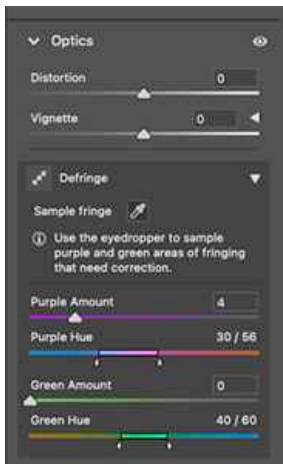 Optics
Distortion 0
Vignette 0
Defringe
Sample fringe
Use the eyedropper to sample
purple and green areas of fringing
that need correction.
Purple Amount 4
Purple Hue 30 / 56
Green Amount 0
Green Hue 40 / 60